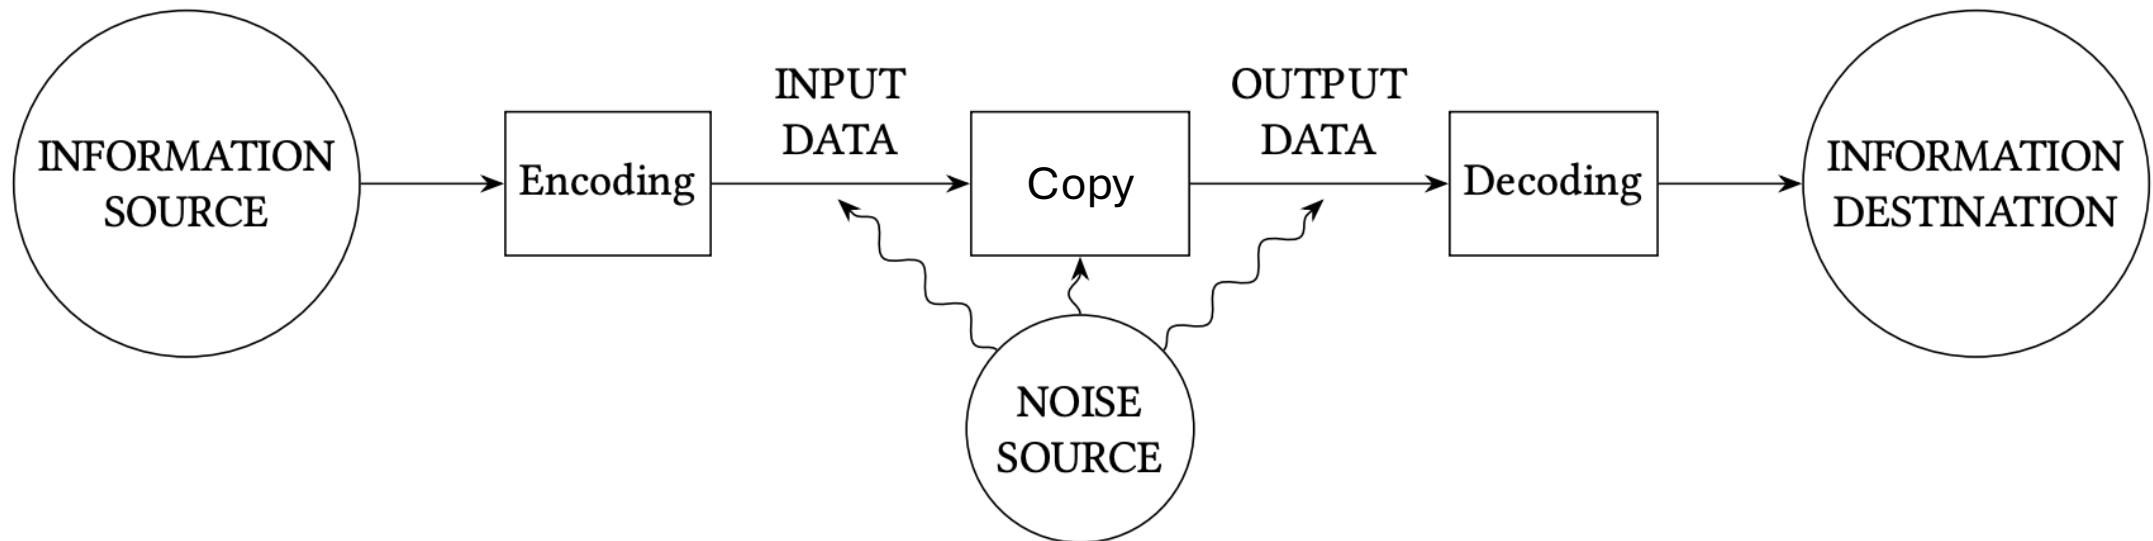 INFORMATION
SOURCE
Encoding
INPUT
DATA
Copy
OUTPUT
DATA
Decoding
INFORMATION
DESTINATION
NOISE
SOURCE